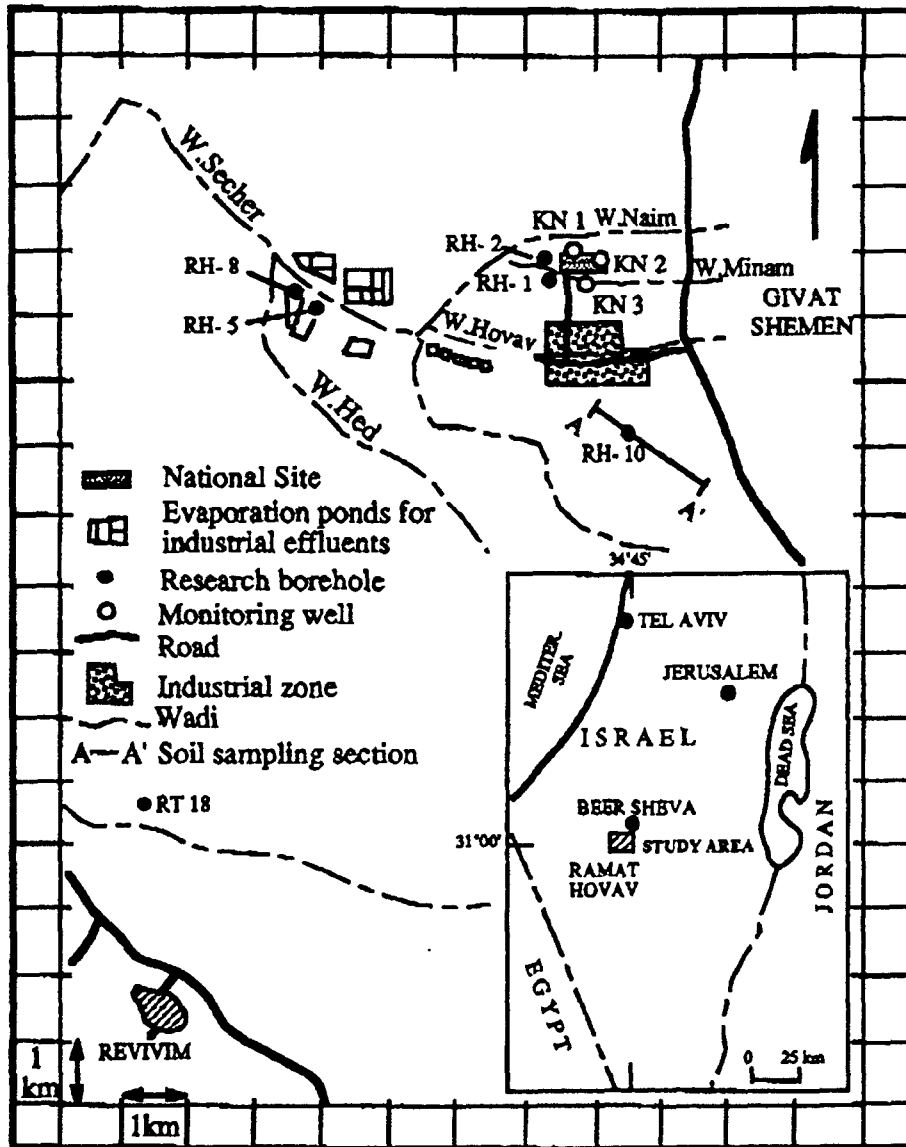 W.Secher
KN 1
W.Naim
RH-2
RH-8
KN 2
W.Minam
RH-1
RH-5
KN 3
GIVAT
SHEMEN
W.Hovav
W.Hed
A
RH-10
A'
National Site
Evaporation ponds for
industrial effluents
Research borehole
Monitoring well
Road
Industrial zone
Wadi
A—A' Soil sampling section
RT 18
REVIVIM
1
km
1km
34°45'
TEL AVIV
MEDITER-
SEA
JERUSALEM
ISRAEL
DEAD SEA
BEER SHEVA
31°00'
STUDY AREA
RAMAT
HOVAV
JORDAN
EGYPT
0 25 km